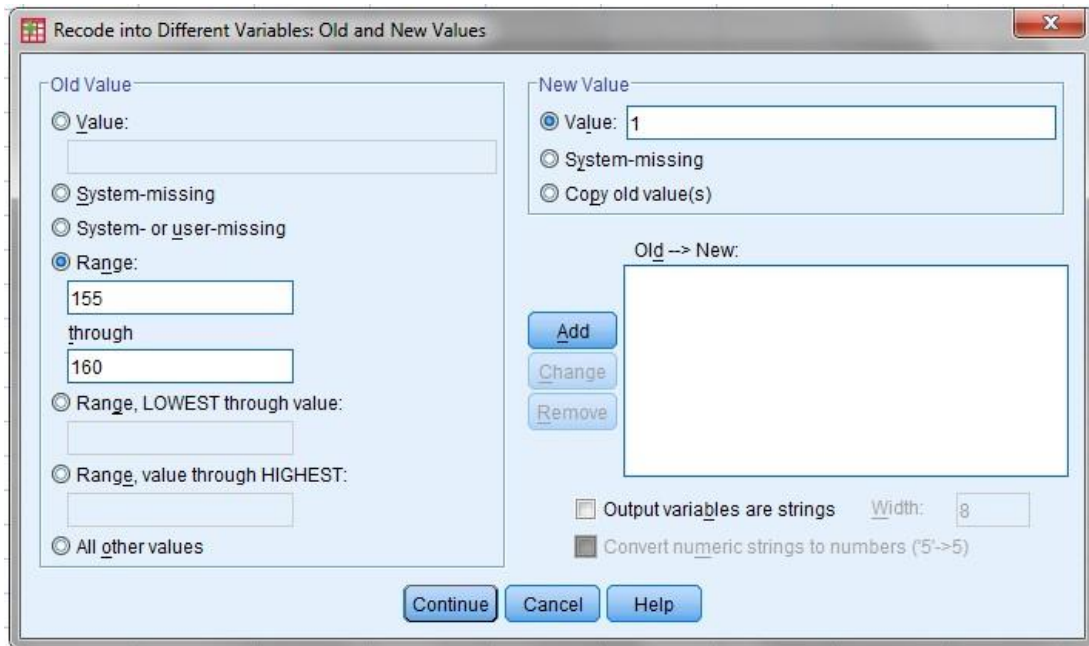 Recode into Different Variables: Old and New Values
Old Value
Value:
System-missing
System- or user-missing
Range:
155
through
160
Range, LOWEST through value:
Range, value through HIGHEST:
All other values
New Value
Value: 1
System-missing
Copy old value(s)
Old --> New:
Add
Change
Remove
Output variables are strings Width: 8
Convert numeric strings to numbers ('5'->5)
Continue Cancel Help